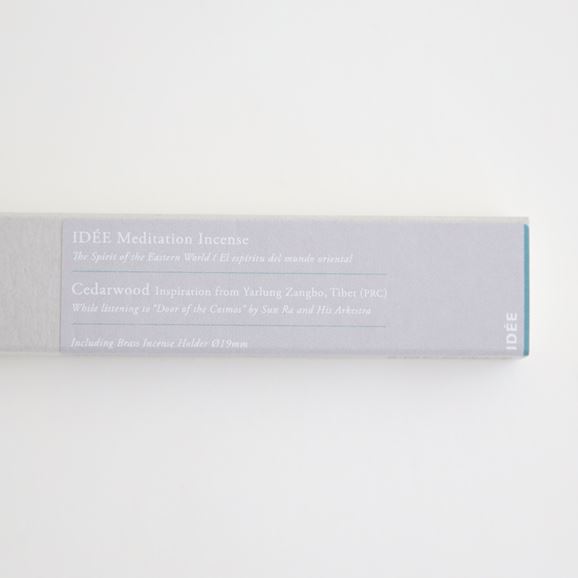 IDÉE Meditation Incense
The Spirit of the Eastern World / El espíritu del mundo oriental
Cedarwood Inspiration from Yarlung Zangbo, Tibet (PRC)
While listening to "Door of the Cosmos" by Sun Ra and His Arkestra
Including Brass Incense Holder Ø19mm
IDÉE